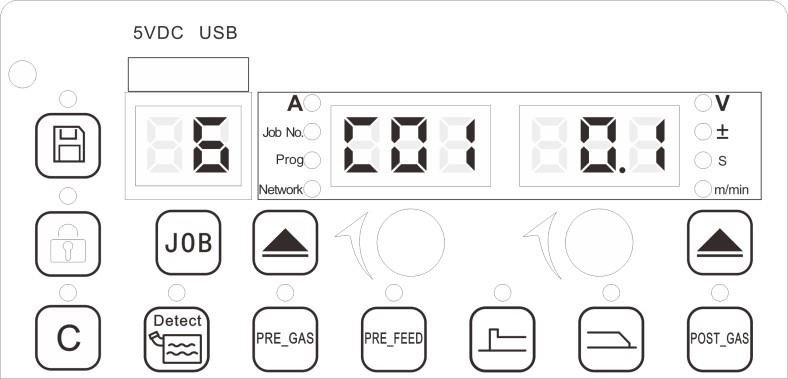 5VDC USB
A
V
Job No.
±
Prog
S
Network
m/min
6
C01
0.1
JOB
C
Detect
PRE_GAS
PRE_FEED
POST_GAS